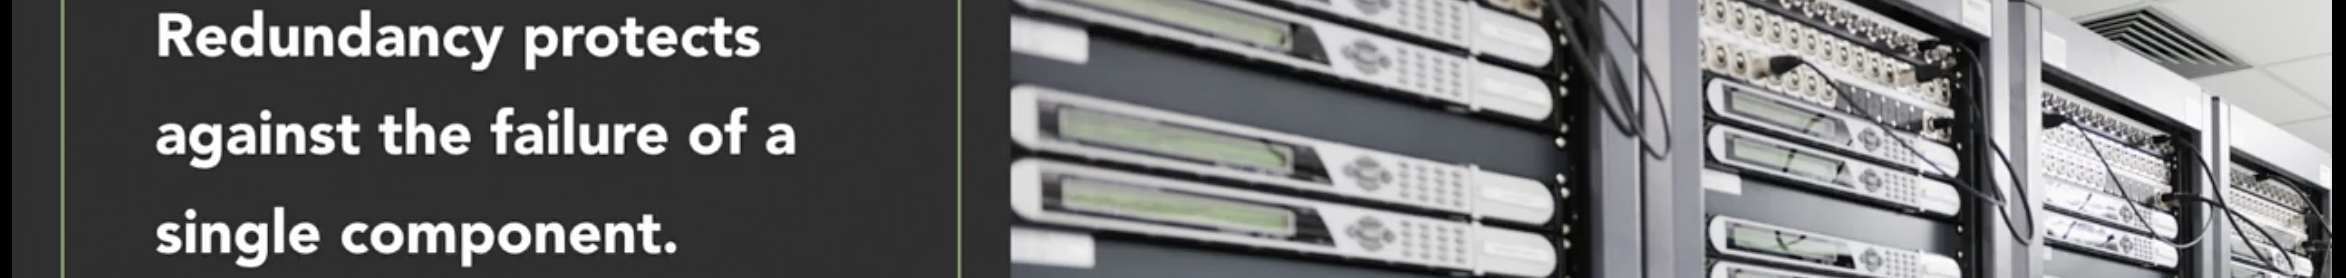 Redundancy protects
against the failure of a
single component.